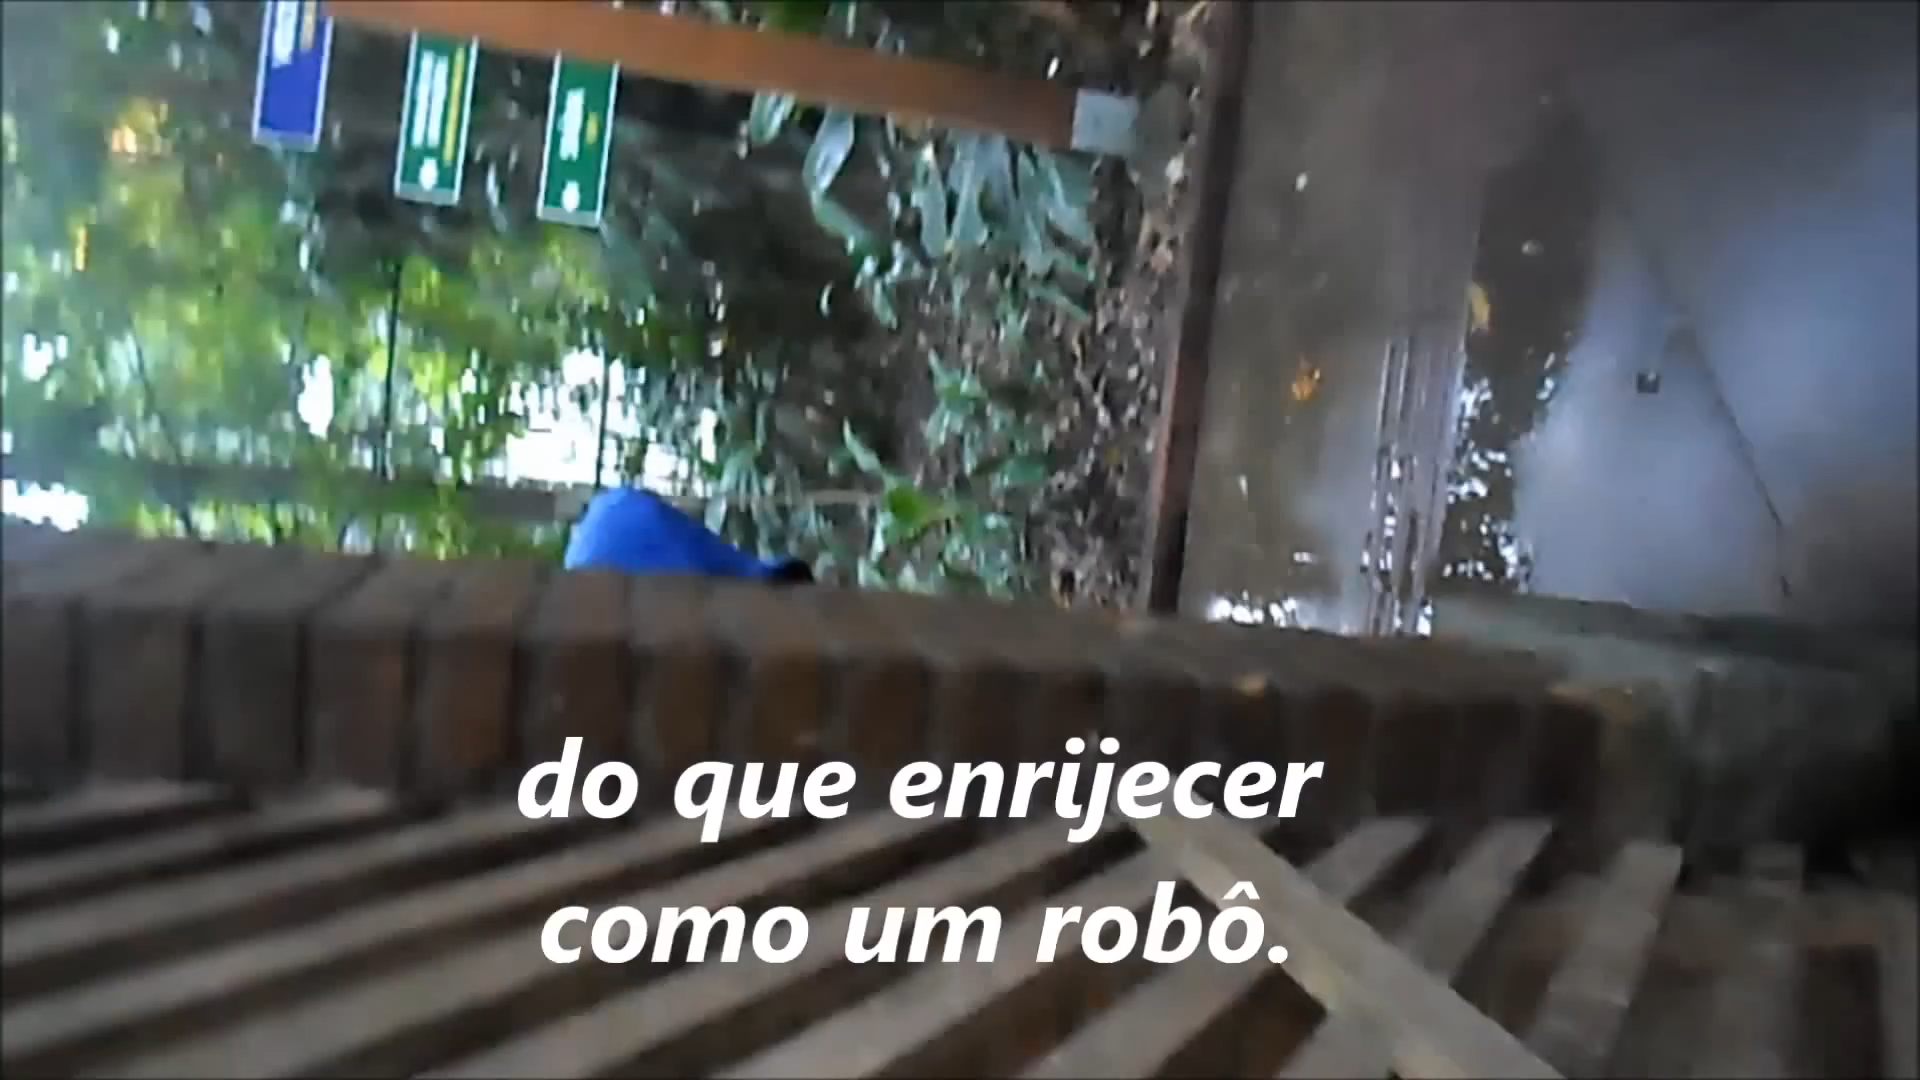 do que enrijecer
como um robô.